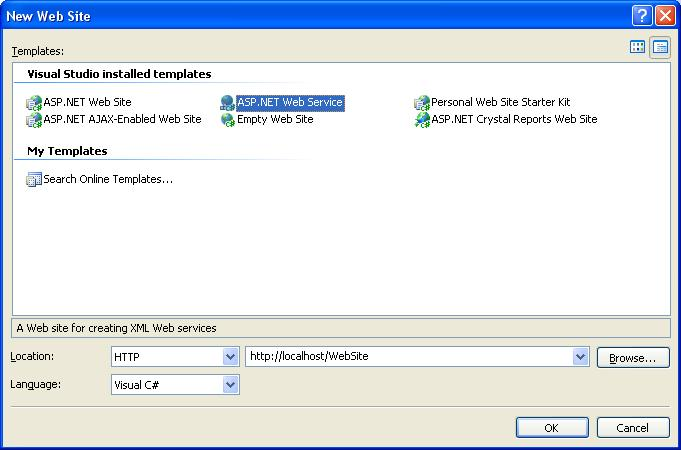 New Web Site
Templates:
Visual Studio installed templates
ASP.NET Web Site ASP.NET Web Service Personal Web Site Starter Kit
ASP.NET AJAX-Enabled Web Site Empty Web Site ASP.NET Crystal Reports Web Site
My Templates
Search Online Templates...
A Web site for creating XML Web services
Location: HTTP http://localhost/WebSite Browse...
Language: Visual C#
OK Cancel